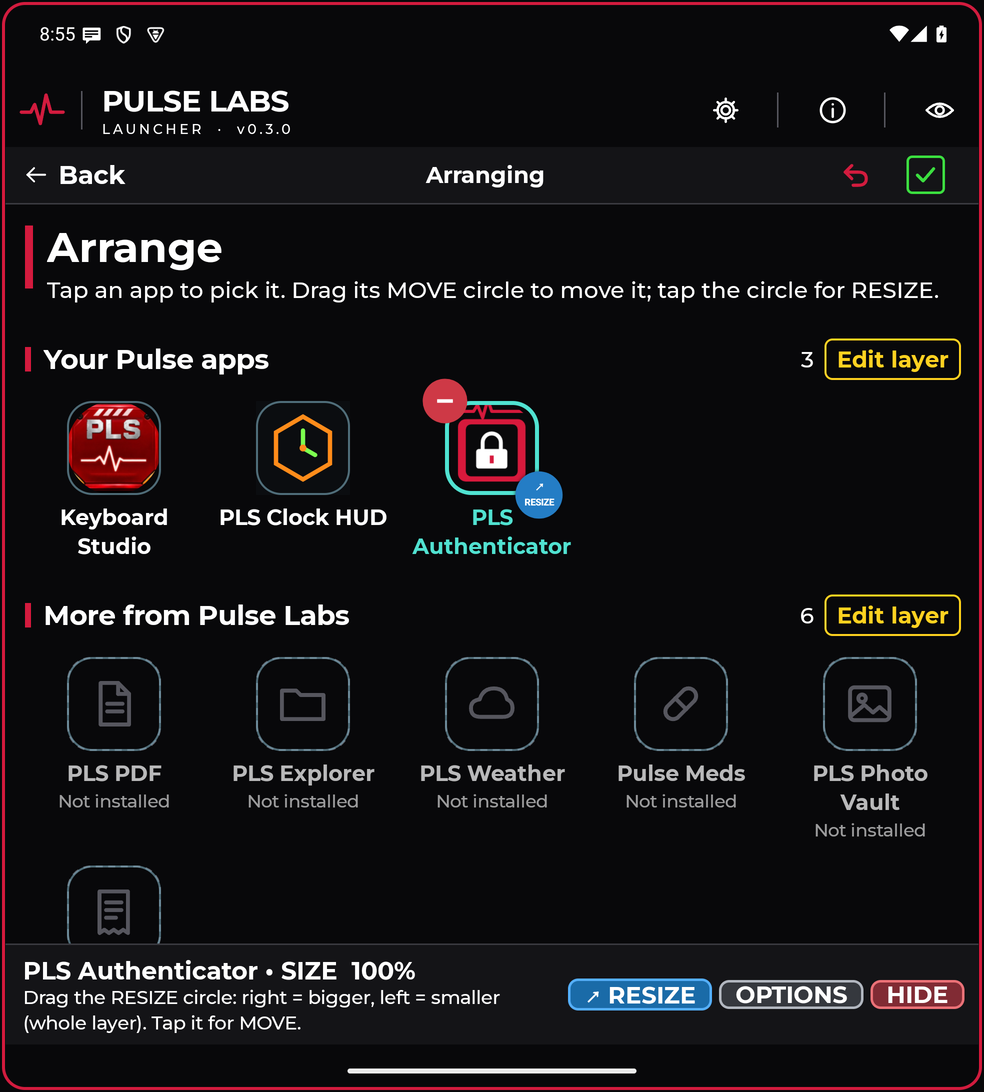 8:55
PULSE LABS
LAUNCHER · v0.3.0
Back
Arranging
Arrange
Tap an app to pick it. Drag its MOVE circle to move it; tap the circle for RESIZE.
Your Pulse apps
3
Edit layer
PLS
RESIZE
Keyboard
Studio
PLS Clock HUD
PLS
Authenticator
More from Pulse Labs
6
Edit layer
PLS PDF
Not installed
PLS Explorer
Not installed
PLS Weather
Not installed
Pulse Meds
Not installed
PLS Photo
Vault
Not installed
PLS Authenticator • SIZE 100%
Drag the RESIZE circle: right = bigger, left = smaller
(whole layer). Tap it for MOVE.
↗ RESIZE
OPTIONS
HIDE